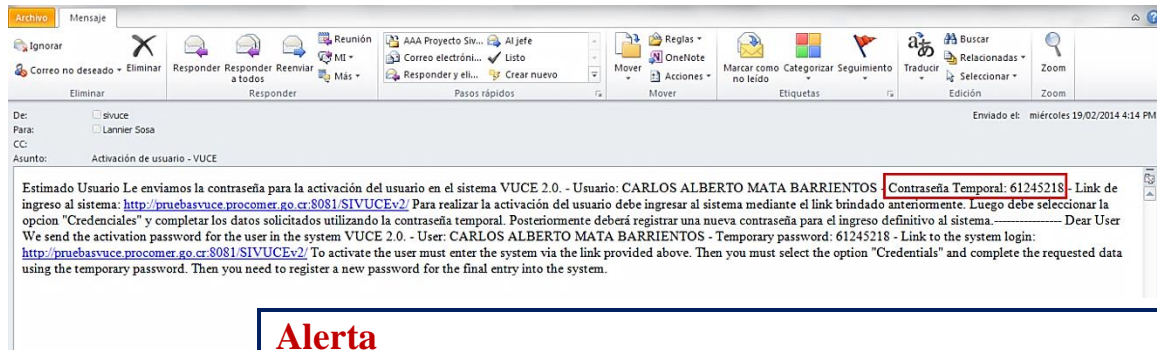 Archivo Mensaje
Ignorar
Correo no deseado
Eliminar
Eliminar
Responder
Responder a todos
Reenviar
Reunión
MI
Más
Responder
AAA Proyecto Siv...
Correo electróni...
Responder y eli...
Al jefe
Listo
Crear nuevo
Pasos rápidos
Mover
Reglas
OneNote
Acciones
Mover
Marcar como no leído
Categorizar
Seguimiento
Etiquetas
Traducir
Buscar
Relacionadas
Seleccionar
Edición
Zoom
Zoom
De: sivuce
Enviado el: miércoles 19/02/2014 4:14 PM
Para: Lannier Sosa
CC:
Asunto: Activación de usuario - VUCE
Estimado Usuario Le enviamos la contraseña para la activación del usuario en el sistema VUCE 2.0. - Usuario: CARLOS ALBERTO MATA BARRIENTOS - Contraseña Temporal: 61245218 - Link de
ingreso al sistema: http://pruebasvuce.procomer.go.cr:8081/SIVUCEv2/ Para realizar la activación del usuario debe ingresar al sistema mediante el link brindado anteriormente. Luego debe seleccionar la
opcion "Credenciales" y completar los datos solicitados utilizando la contraseña temporal. Posteriormente deberá registrar una nueva contraseña para el ingreso definitivo al sistema.---------------- Dear User
We send the activation password for the user in the system VUCE 2.0. - User: CARLOS ALBERTO MATA BARRIENTOS - Temporary password: 61245218 - Link to the system login:
http://pruebasvuce.procomer.go.cr:8081/SIVUCEv2/ To activate the user must enter the system via the link provided above. Then you must select the option "Credentials" and complete the requested data
using the temporary password. Then you need to register a new password for the final entry into the system.
Alerta